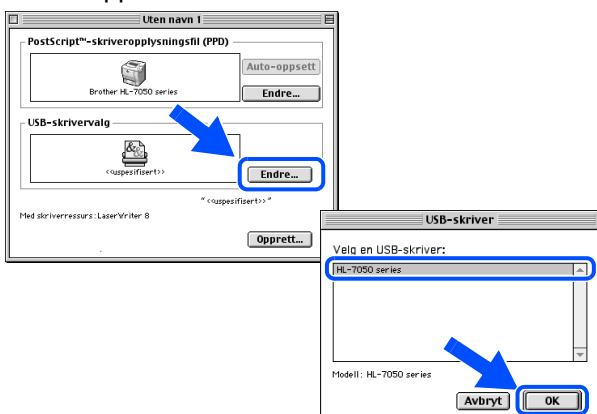 Uten navn 1
PostScript™-skriveropplysningsfil (PPD)
Auto-oppsett
Brother HL-7050 series
Endre...
USB-skrivervalg
<<uspesifisert>>
Endre...
"<<uspesifisert>>"
Med skriverressurs: LaserWriter 8
Opprett...
USB-skriver
Velg en USB-skriver:
HL-7050 series
Modell: HL-7050 series
Avbryt
OK